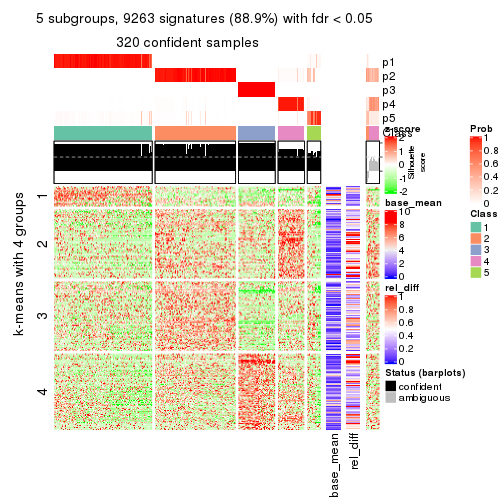 5 subgroups, 9263 signatures (88.9%) with fdr < 0.05
320 confident samples
p1
p2
p3
p4
p5
Class
Silhouette
score
k-means with 4 groups
1
2
3
4
base_mean
rel_diff
z-score
2
1
0
-1
-2
base_mean
10
8
6
4
2
0
rel_diff
1
0.8
0.6
0.4
0.2
0
Status (barplots)
confident
ambiguous
Prob
1
0.8
0.6
0.4
0.2
0
Class
1
2
3
4
5